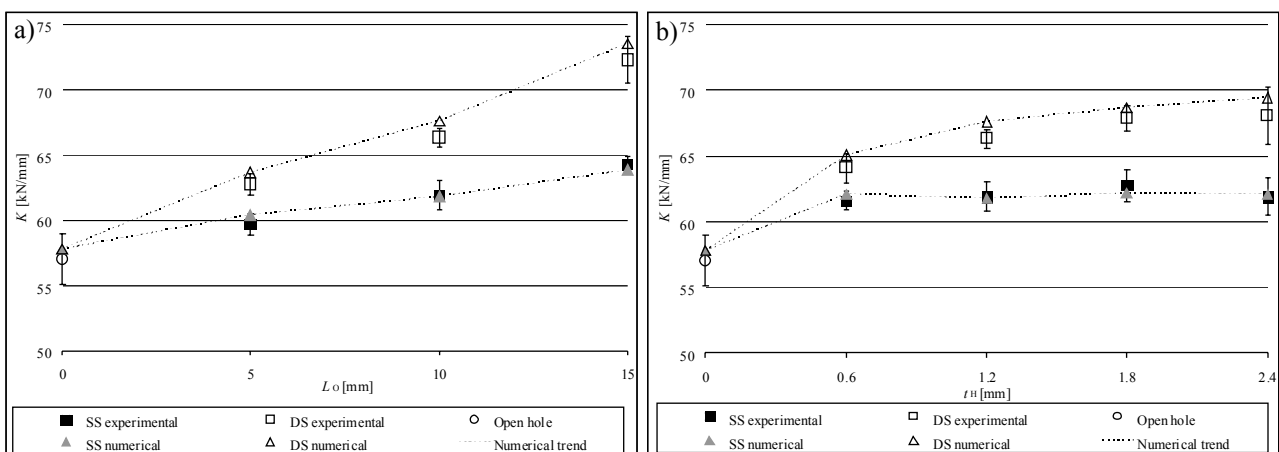 a)
75
70
65
60
55
50
K [kN/mm]
0 5 10 15
LO [mm]
SS experimental DS experimental Open hole
SS numerical DS numerical Numerical trend
b)
75
70
65
60
55
50
K [kN/mm]
0 0.6 1.2 1.8 2.4
tH [mm]
SS experimental DS experimental Open hole
SS numerical DS numerical Numerical trend